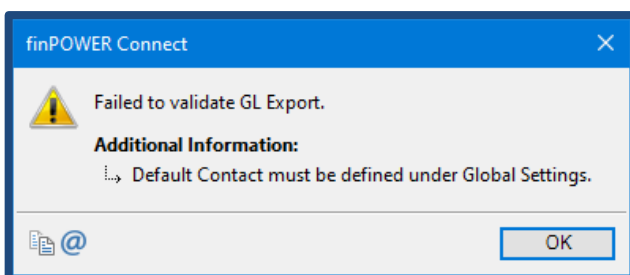 finPOWER Connect
Failed to validate GL Export.
Additional Information:
Default Contact must be defined under Global Settings.
@
OK